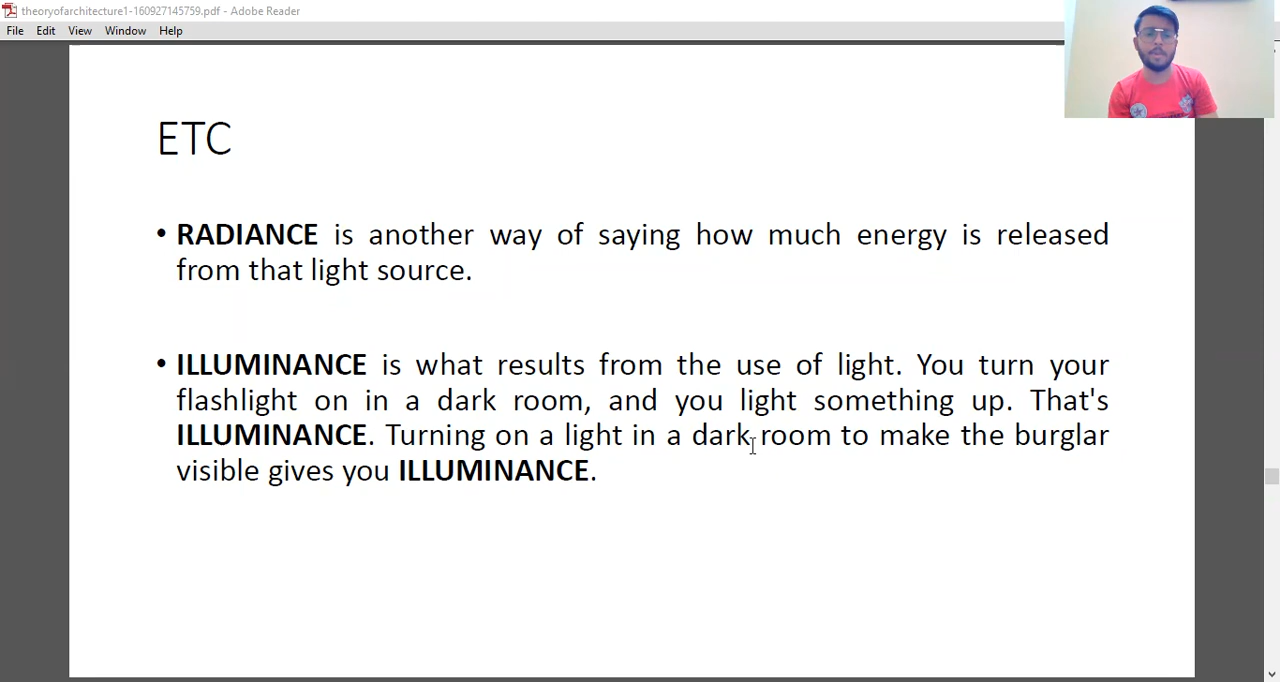 theoryofarchitecture1-160927145759.pdf - Adobe Reader
File Edit View Window Help
ETC
• RADIANCE is another way of saying how much energy is released
from that light source.
• ILLUMINANCE is what results from the use of light. You turn your
flashlight on in a dark room, and you light something up. That's
ILLUMINANCE. Turning on a light in a dark room to make the burglar
visible gives you ILLUMINANCE.